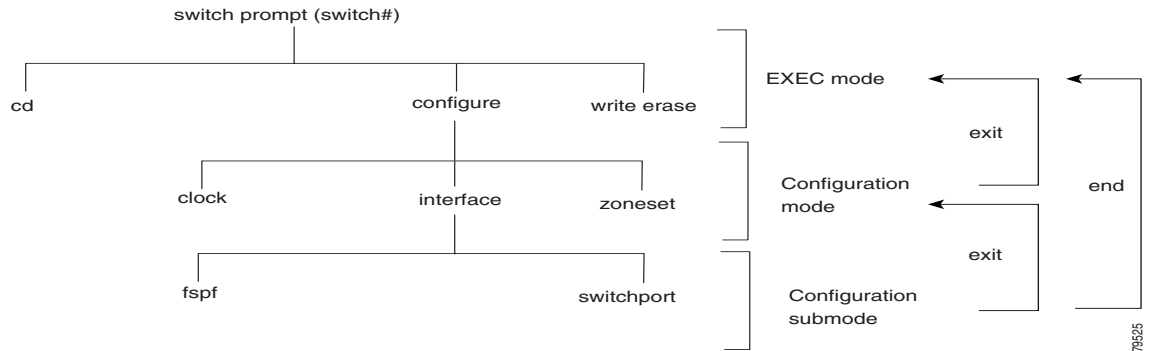 switch prompt (switch#)
EXEC mode
cd
configure
write erase
exit
Configuration
mode
end
clock
interface
zoneset
exit
fspf
switchport
Configuration
submode
79525